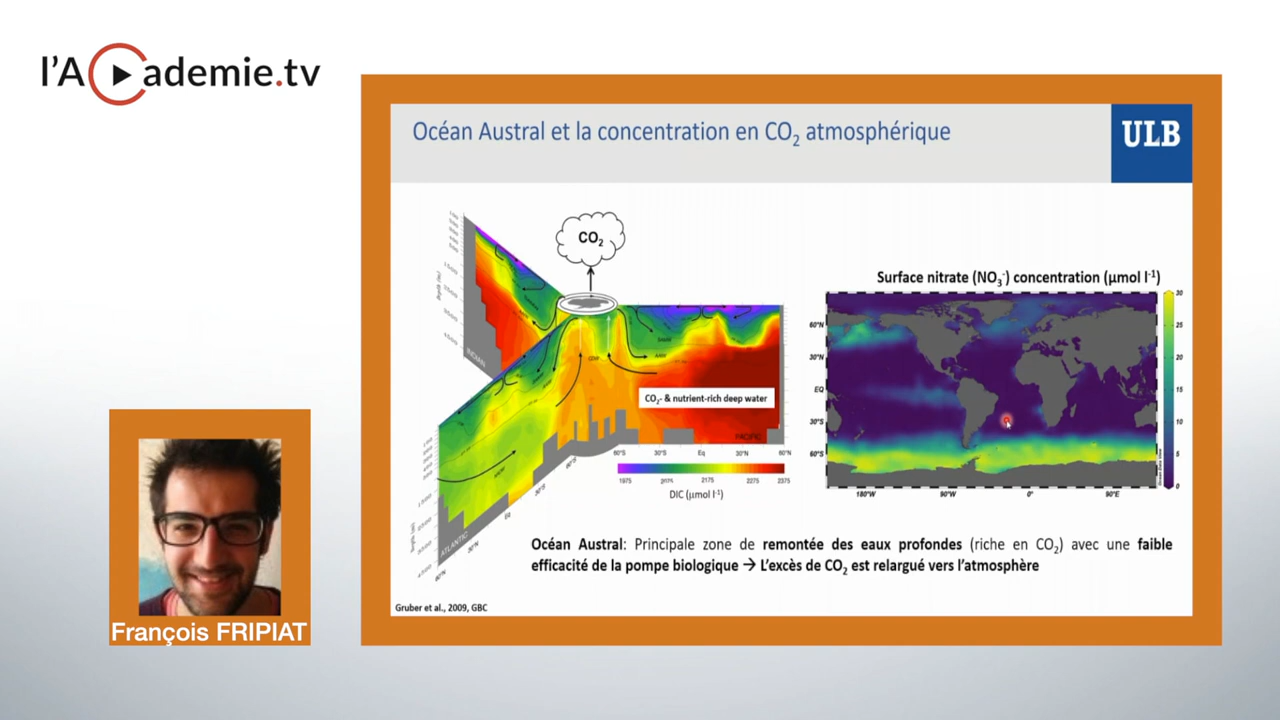 l'Academie.tv
Océan Austral et la concentration en CO₂ atmosphérique
ULB
CO₂
Surface nitrate (NO₃⁻) concentration (µmol l⁻¹)
INDIAN
CO₂- & nutrient-rich deep water
PACIFIC
ATLANTIC
60°S 30°S Eq 30°N 60°N
1975 2075 2175 2275 2375
DIC (µmol l⁻¹)
60°N
30°N
EQ
30°S
60°S
180°W 90°W 0° 90°E
30
25
20
15
10
5
0
Océan Austral: Principale zone de remontée des eaux profondes (riche en CO₂) avec une faible
efficacité de la pompe biologique → L'excès de CO₂ est relargué vers l'atmosphère
Gruber et al., 2009, GBC
François FRIPIAT